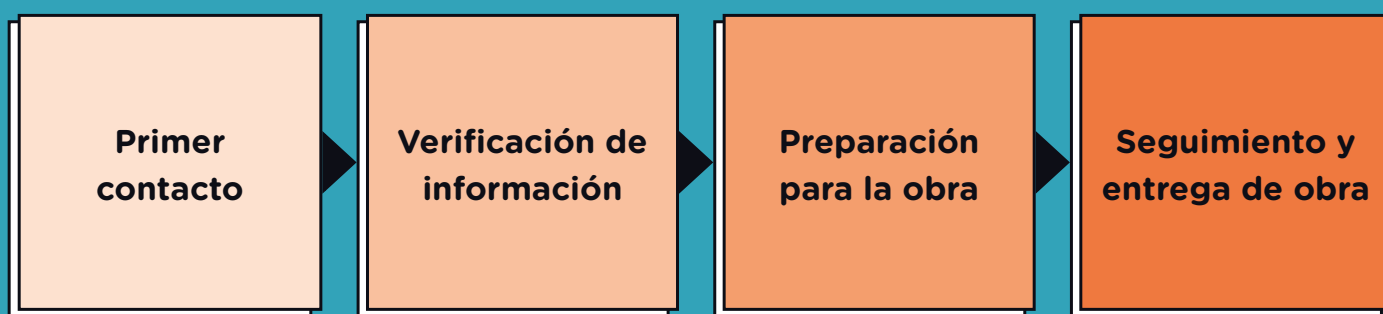 Primer
contacto
Verificación de
información
Preparación
para la obra
Seguimiento y
entrega de obra